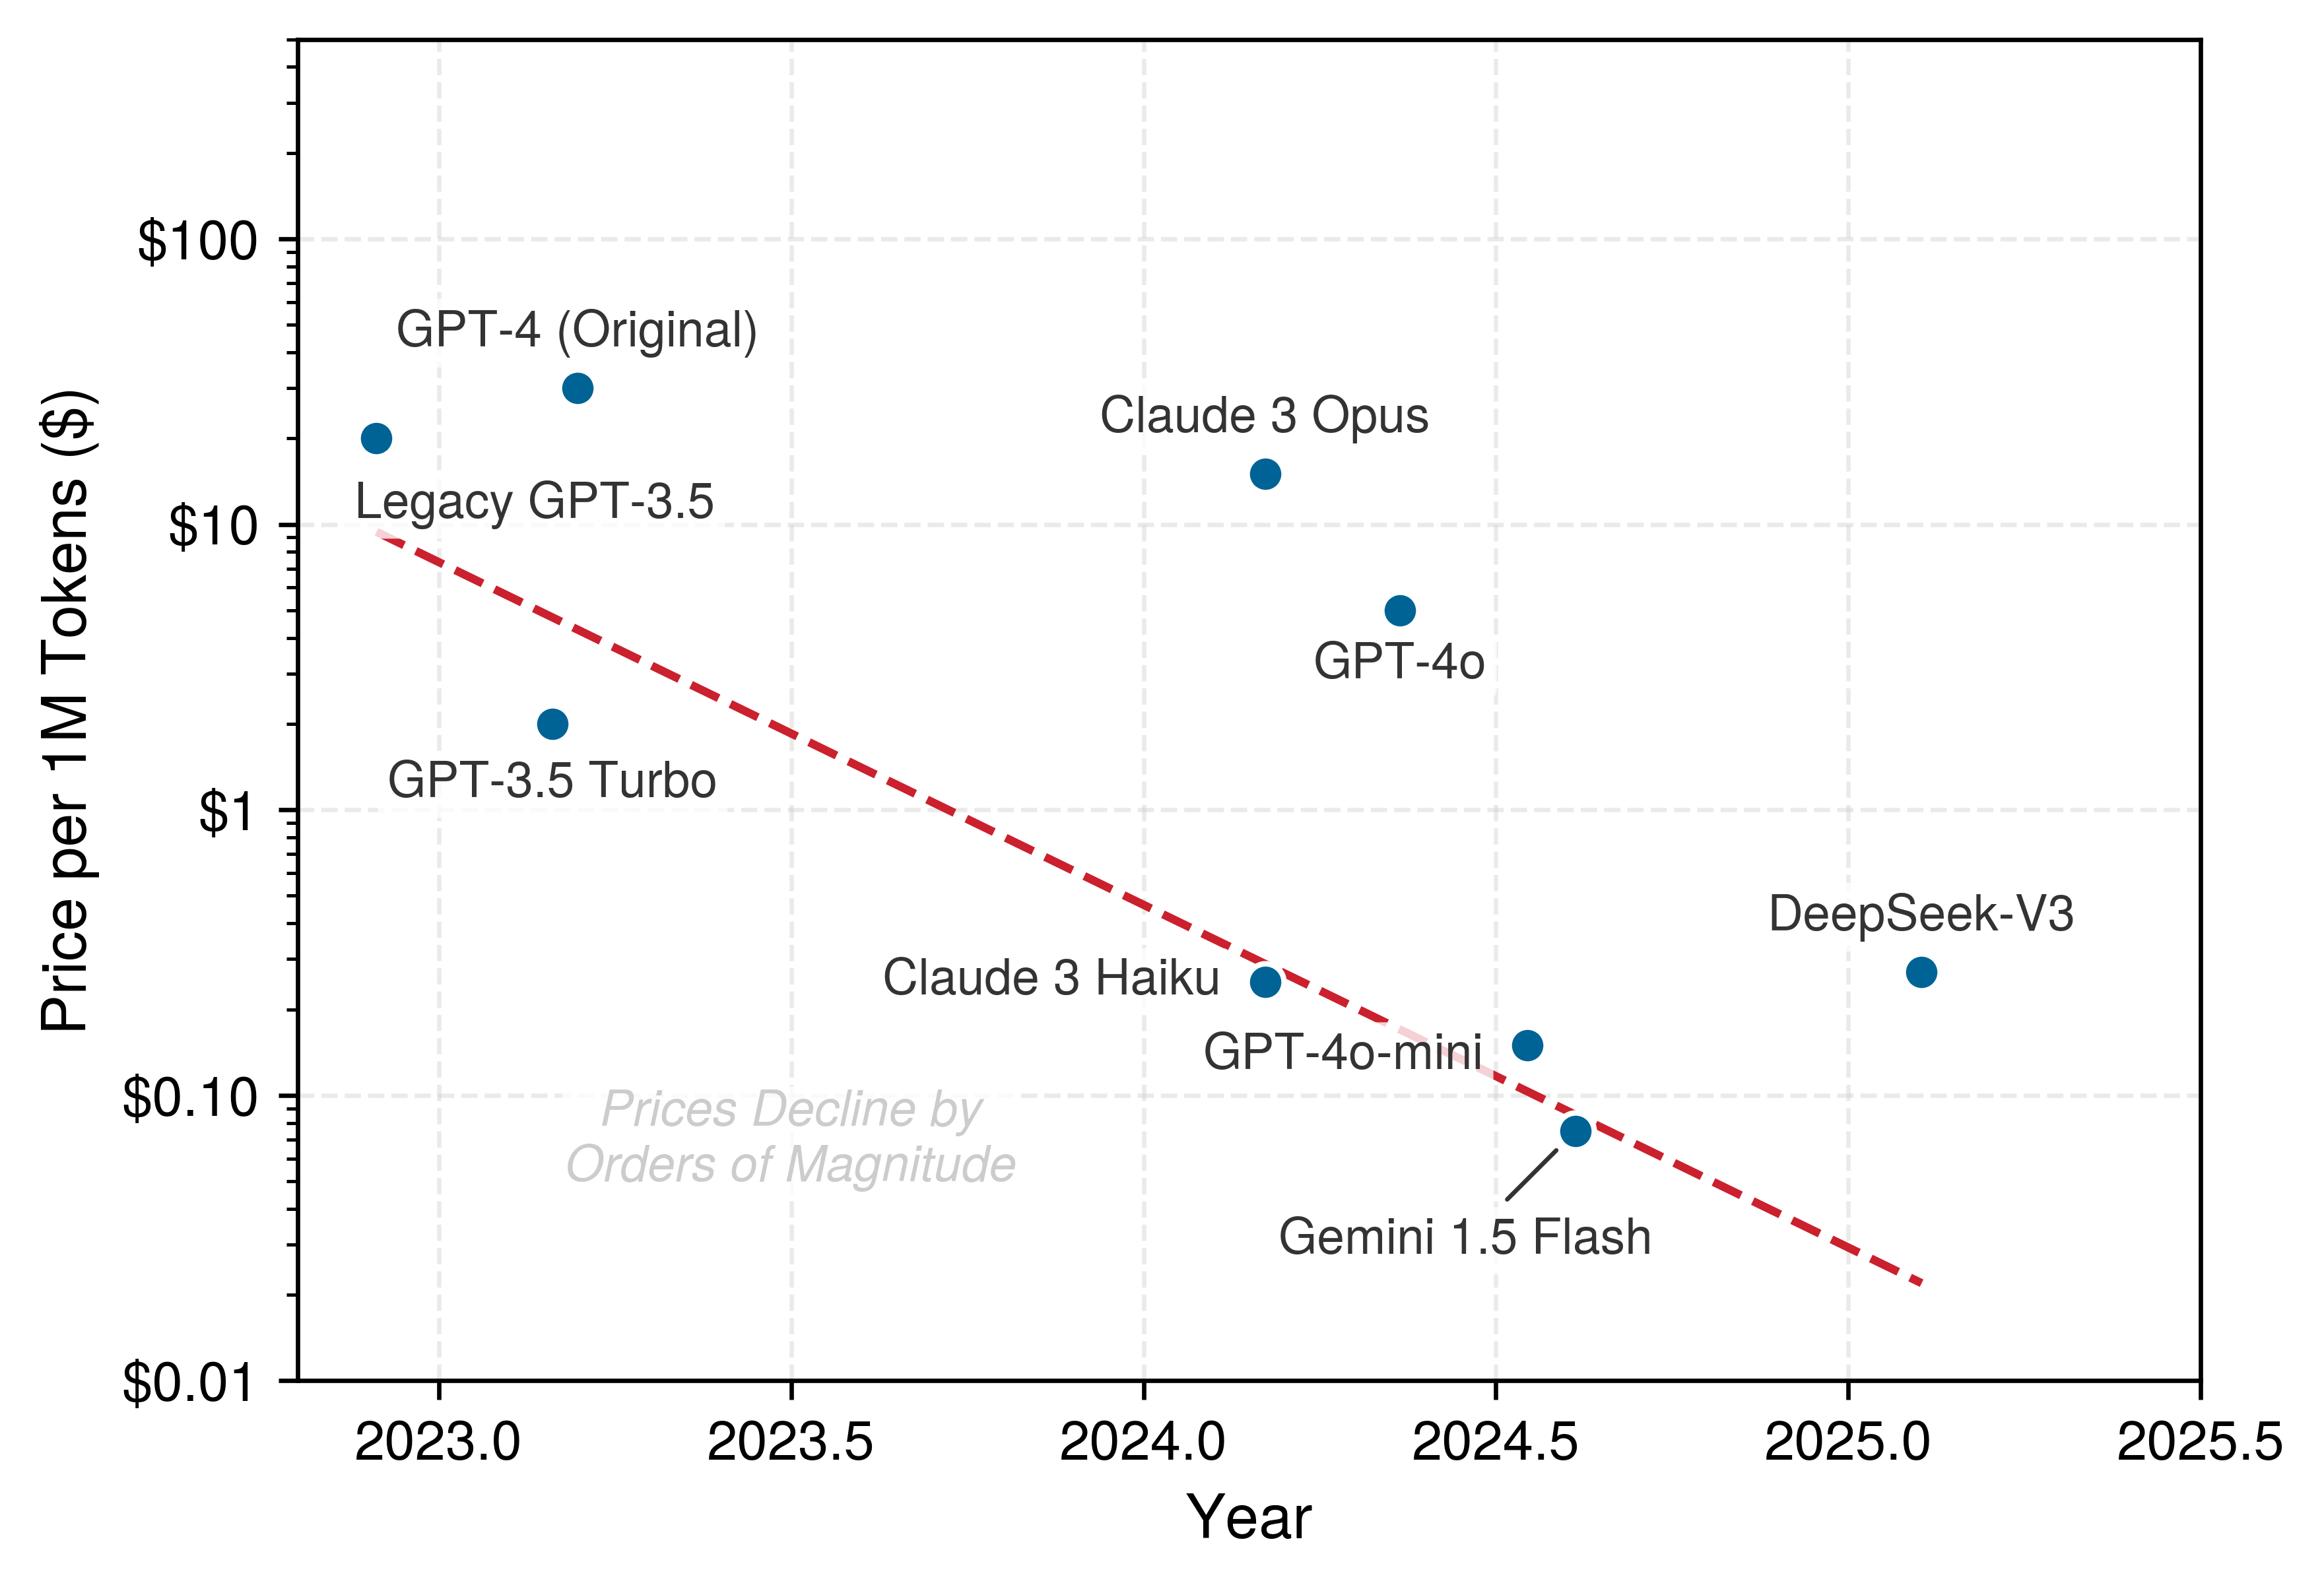 $100
GPT-4 (Original)
Claude 3 Opus
Legacy GPT-3.5
$10
GPT-4o
GPT-3.5 Turbo
$1
DeepSeek-V3
Claude 3 Haiku
GPT-4o-mini
$0.10
Prices Decline by
Orders of Magnitude
Gemini 1.5 Flash
$0.01
Price per 1M Tokens ($)
2023.0
2023.5
2024.0
2024.5
2025.0
2025.5
Year